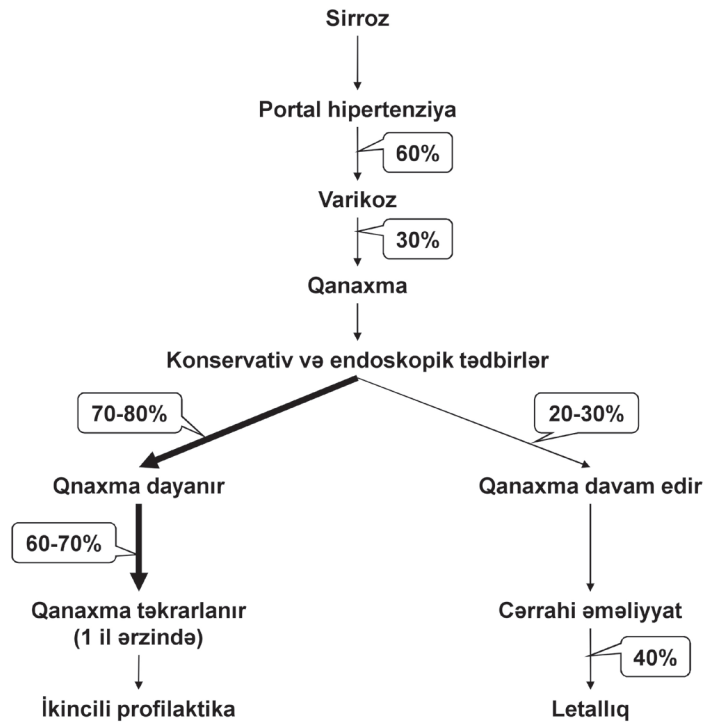 Sirroz
Portal hipertenziya
60%
Varikoz
30%
Qanaxma
Konservativ və endoskopik tədbirlər
70-80%
20-30%
Qnaxma dayanır
Qanaxma davam edir
60-70%
Qanaxma təkrarlanır
(1 il ərzində)
Cərrahi əməliyyat
40%
İkincili profilaktika
Letallıq